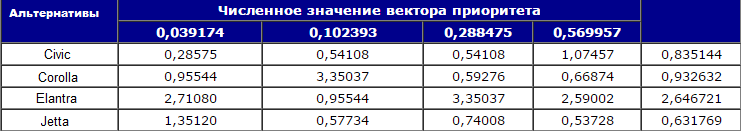 Альтернативы Численное значение вектора приоритета
0,039174 0,102393 0,288475 0,569957
Civic 0,28575 0,54108 0,54108 1,07457 0,835144
Corolla 0,95544 3,35037 0,59276 0,66874 0,932632
Elantra 2,71080 0,95544 3,35037 2,59002 2,646721
Jetta 1,35120 0,57734 0,74008 0,53728 0,631769